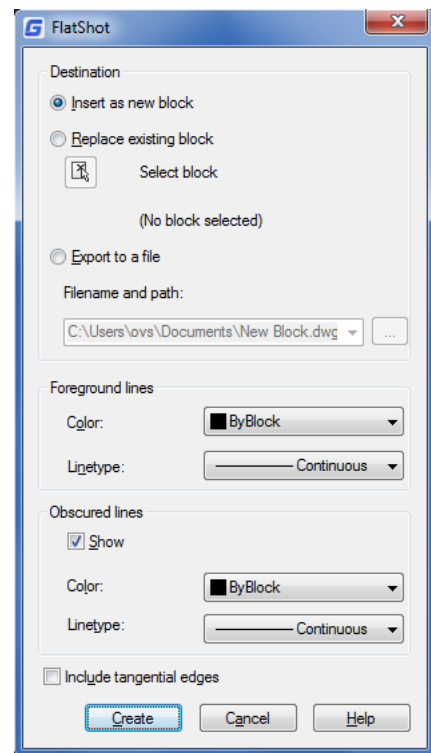 FlatShot
Destination
Insert as new block
Replace existing block
Select block
(No block selected)
Export to a file
Filename and path:
C:\Users\ovs\Documents\New Block.dwg
...
Foreground lines
Color:
ByBlock
Linetype:
Continuous
Obscured lines
Show
Color:
ByBlock
Linetype:
Continuous
Include tangential edges
Create
Cancel
Help